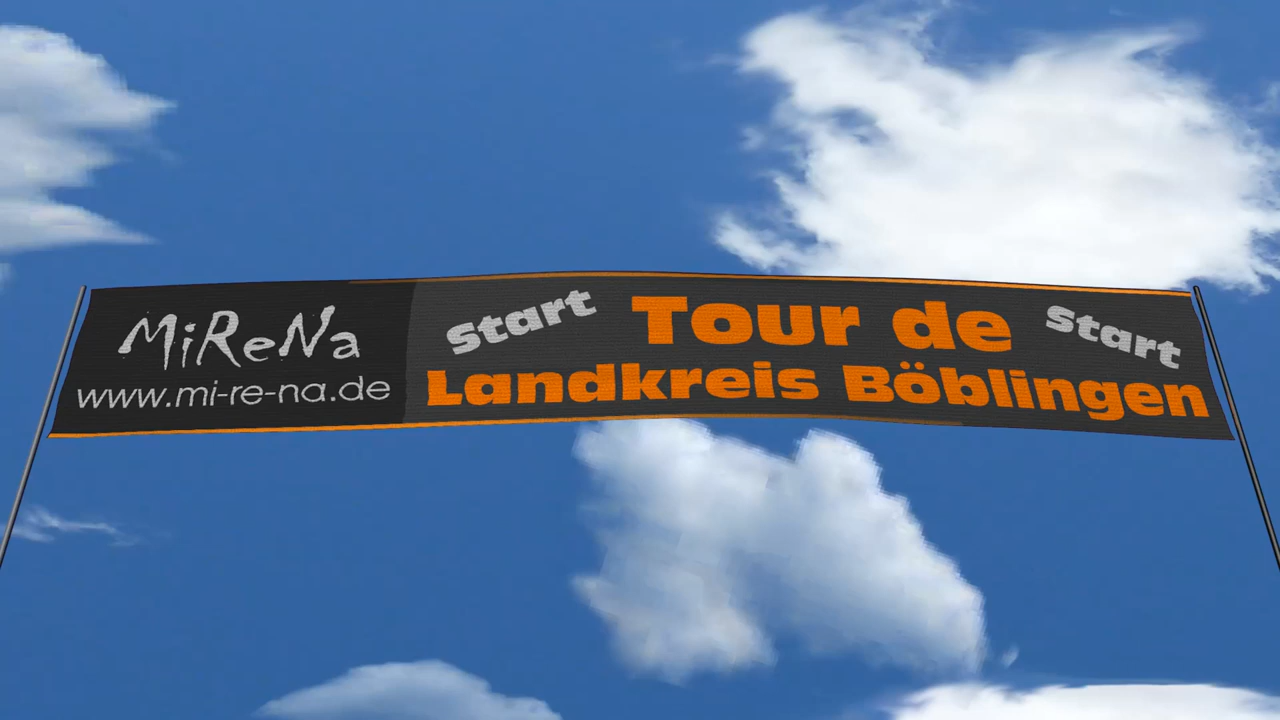 MiReNa
www.mi-re-na.de
Start Tour de Start
Landkreis Böblingen